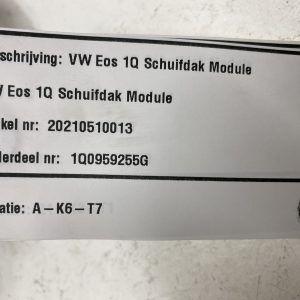 schrijving: VW Eos 1Q Schuifdak Module
Eos 1Q Schuifdak Module
kel nr: 20210510013
derdeel nr: 1Q0959255G
atie: A-K6-T7